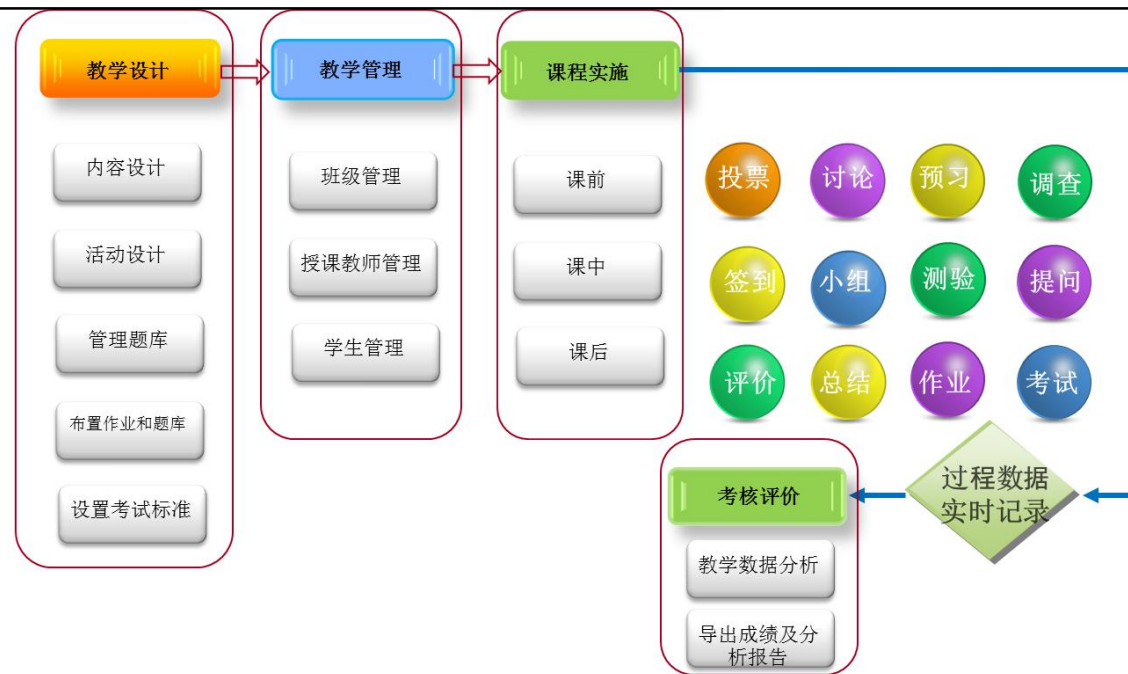 教学设计
内容设计
活动设计
管理题库
布置作业和题库
设置考试标准
教学管理
班级管理
授课教师管理
学生管理
课程实施
课前
课中
课后
投票
讨论
预习
调查
签到
小组
测验
提问
评价
总结
作业
考试
过程数据
实时记录
考核评价
教学数据分析
导出成绩及分
析报告